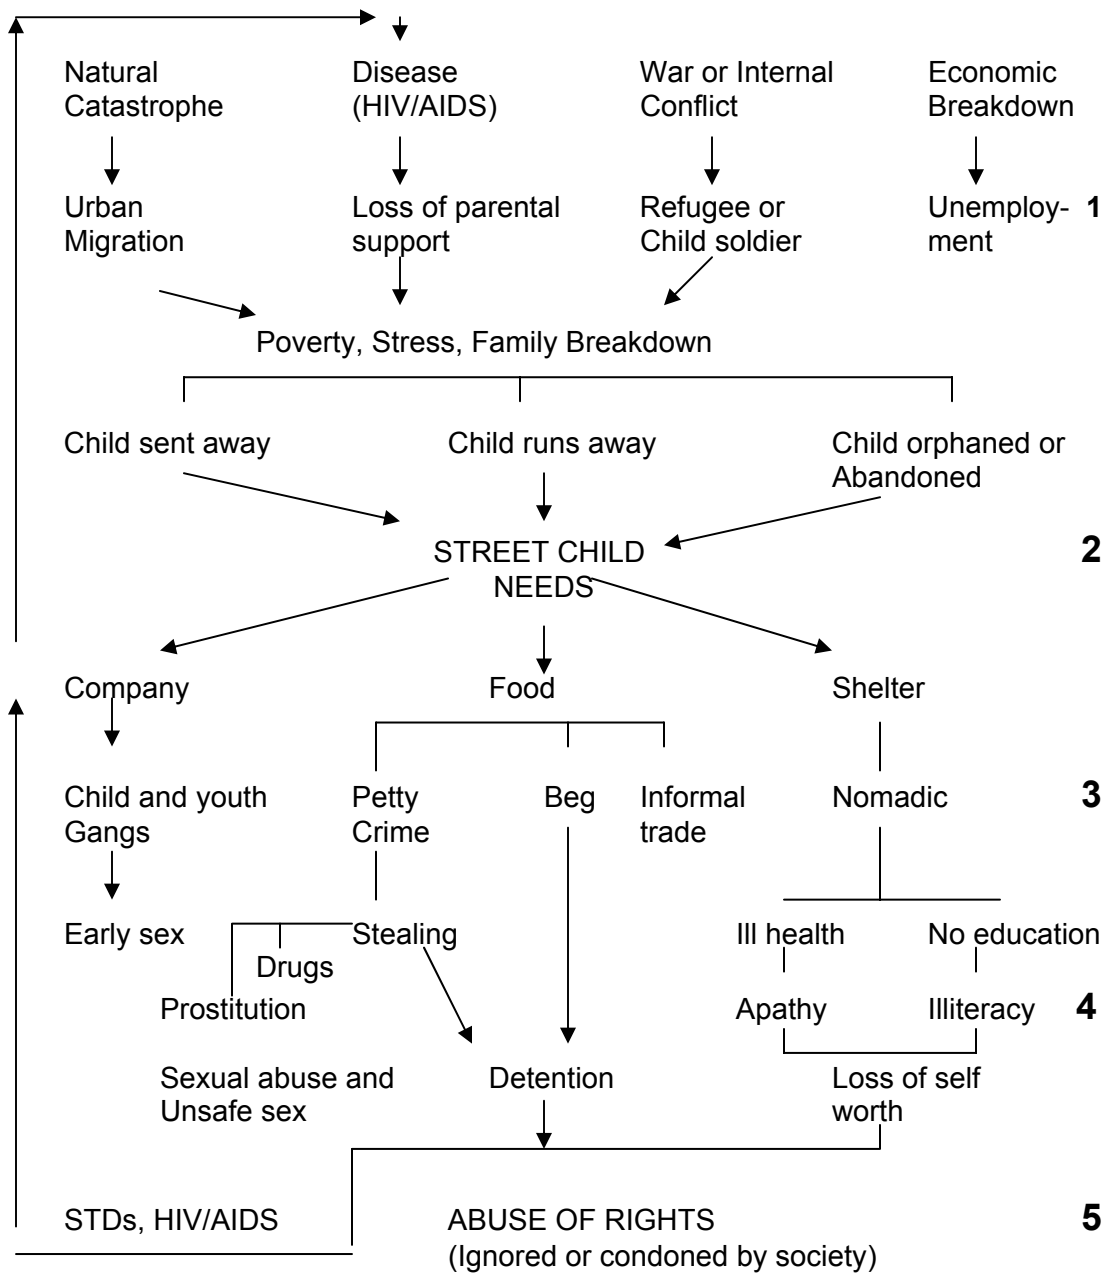 Natural Disease War or Internal Economic
Catastrophe (HIV/AIDS) Conflict Breakdown
Urban Loss of parental Refugee or Unemploy- 1
Migration support Child soldier ment
Poverty, Stress, Family Breakdown
Child sent away Child runs away Child orphaned or
Abandoned
STREET CHILD 2
NEEDS
Company Food Shelter
Child and youth Petty Beg Informal Nomadic 3
Gangs Crime trade
Early sex Stealing Ill health No education
Drugs
Prostitution Apathy Illiteracy 4
Sexual abuse and Detention Loss of self
Unsafe sex worth
STDs, HIV/AIDS ABUSE OF RIGHTS 5
(Ignored or condoned by society)